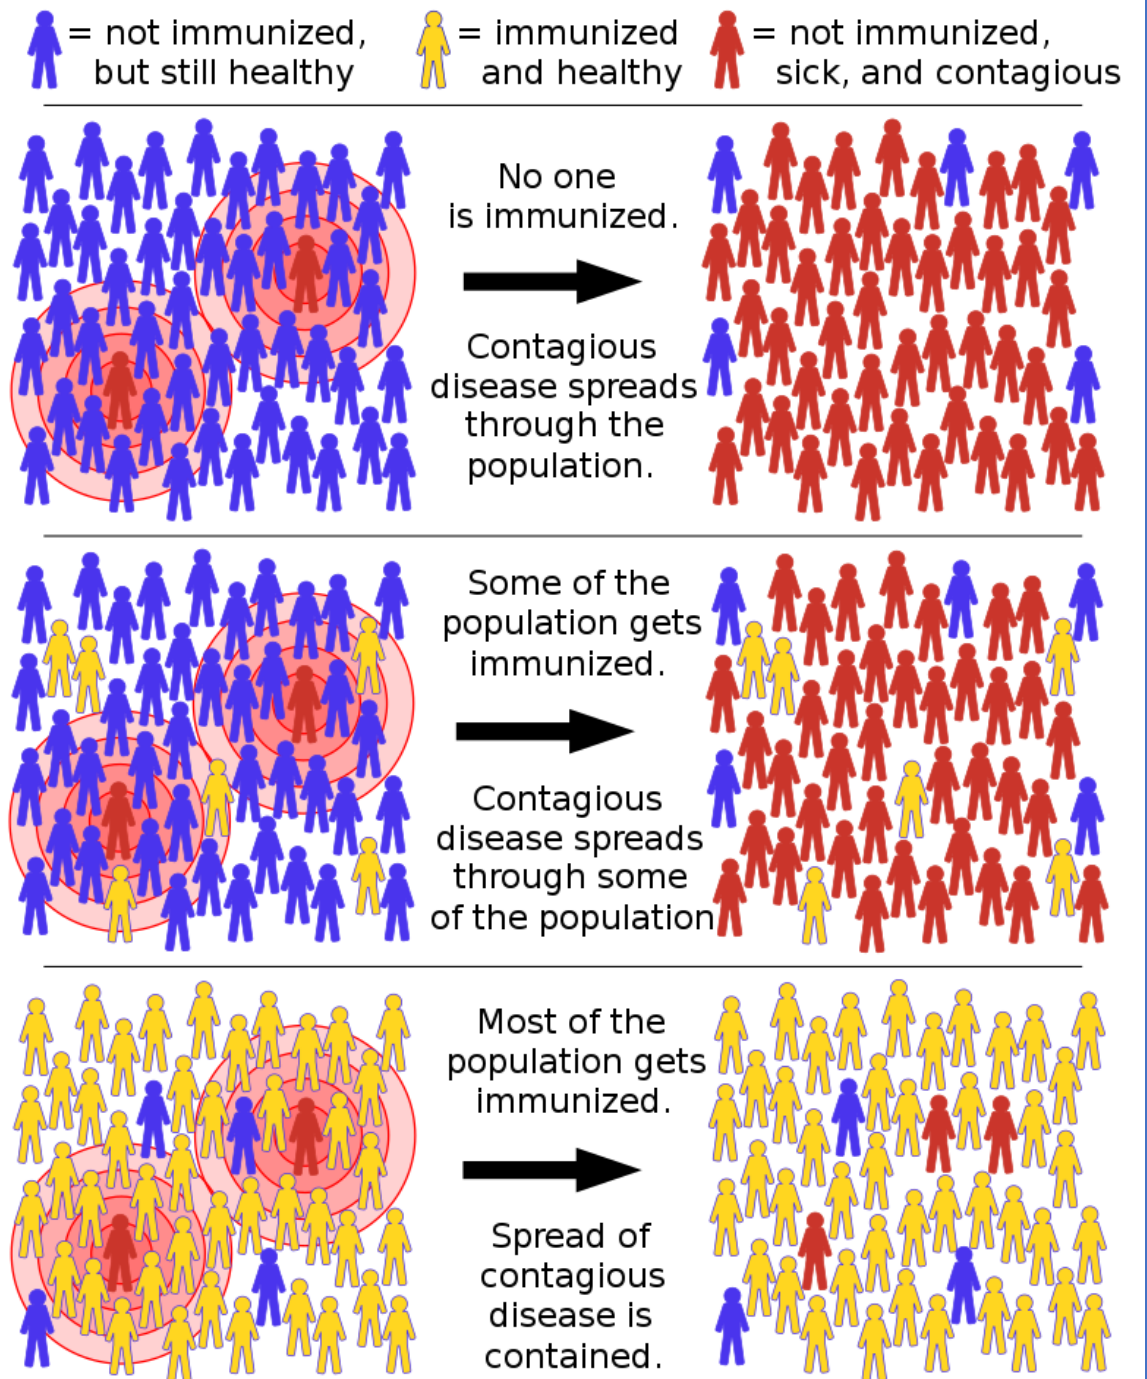 = not immunized,
but still healthy
= immunized
and healthy
= not immunized,
sick, and contagious
No one
is immunized.
Contagious
disease spreads
through the
population.
Some of the
population gets
immunized.
Contagious
disease spreads
through some
of the population
Most of the
population gets
immunized.
Spread of
contagious
disease is
contained.